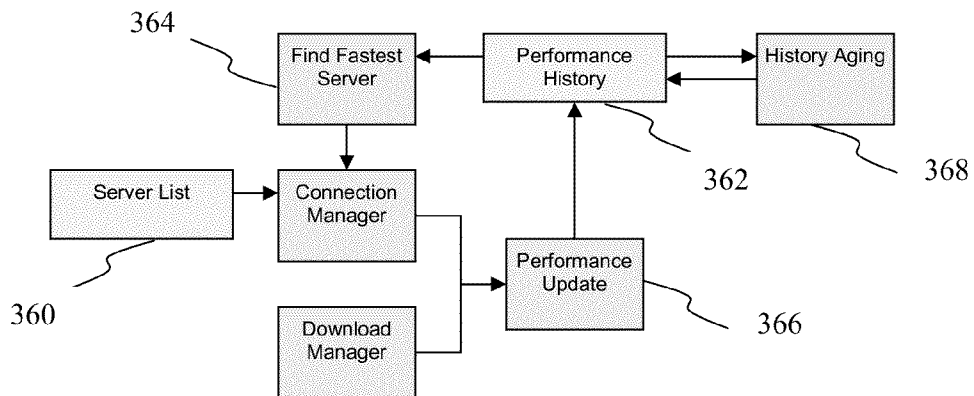 364
Find Fastest
Server
Performance
History
History Aging
362
368
Server List
Connection
Manager
360
Performance
Update
366
Download
Manager